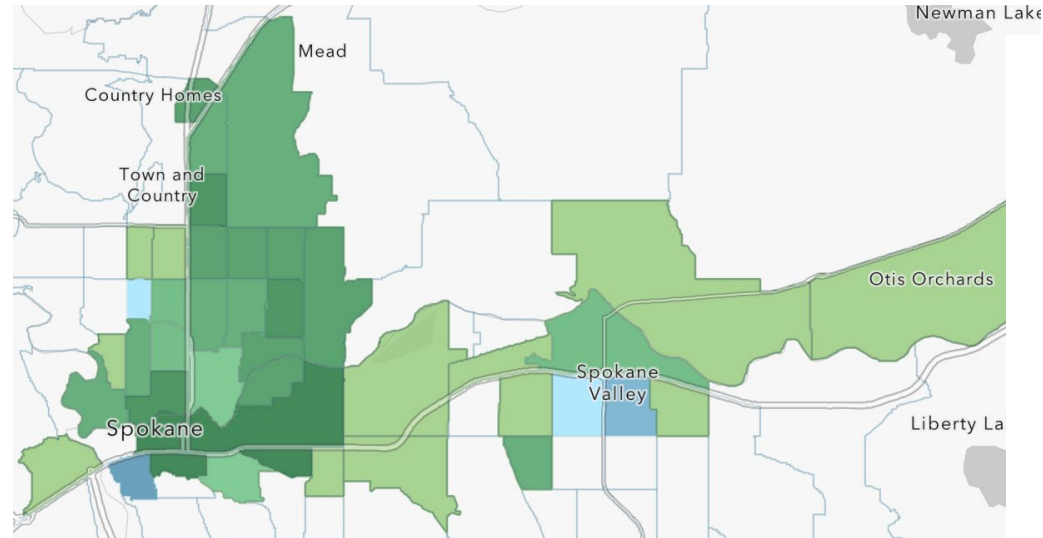 Newman Lake
Mead
Country Homes
Town and
Country
Otis Orchards
Spokane
Valley
Spokane
Liberty La